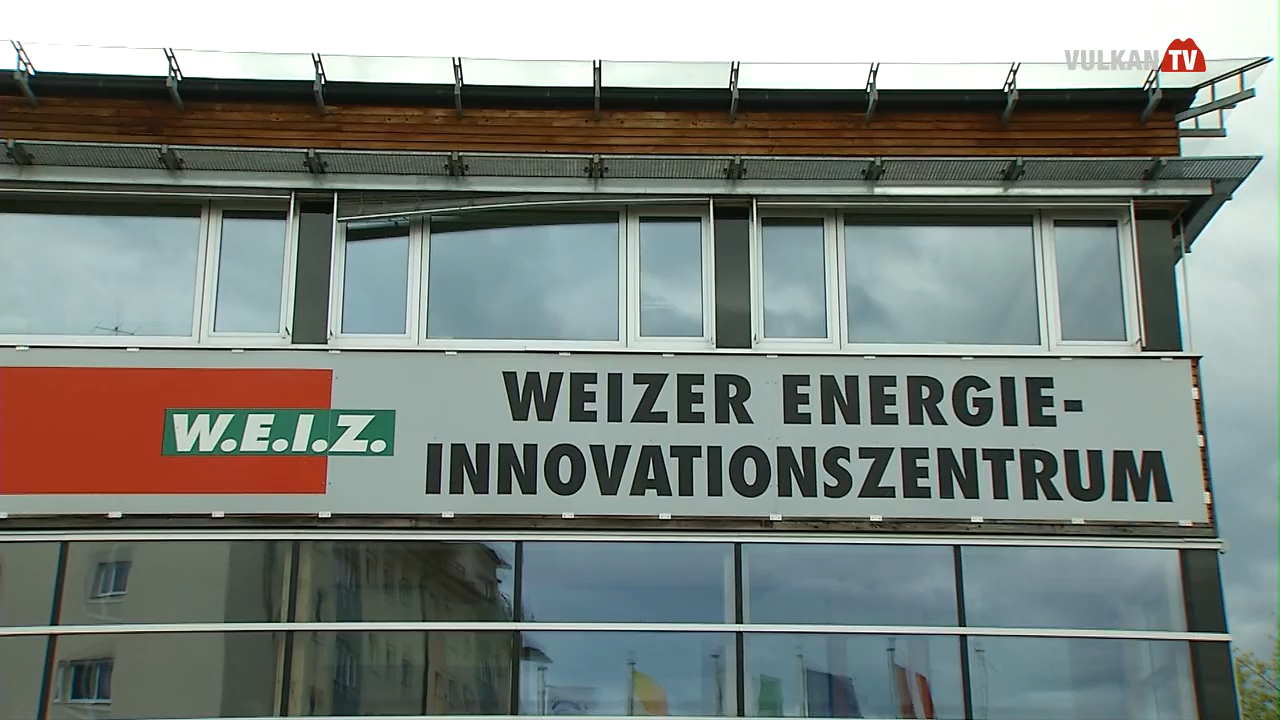 VULKAN TV
WEIZER ENERGIE-
W.E.I.Z.
INNOVATIONSZENTRUM